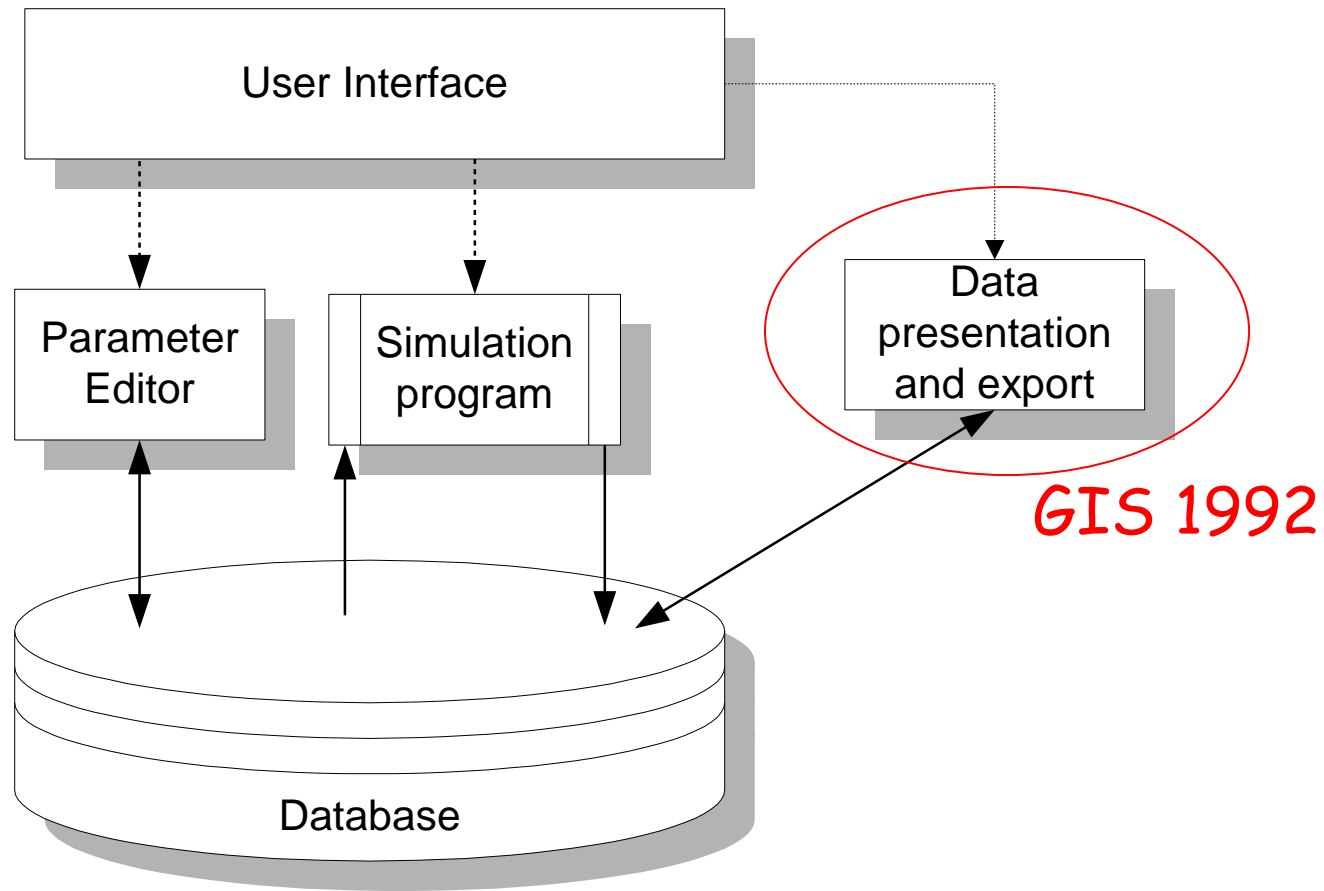 User Interface
Parameter
Editor
Simulation
program
Data
presentation
and export
GIS 1992
Database